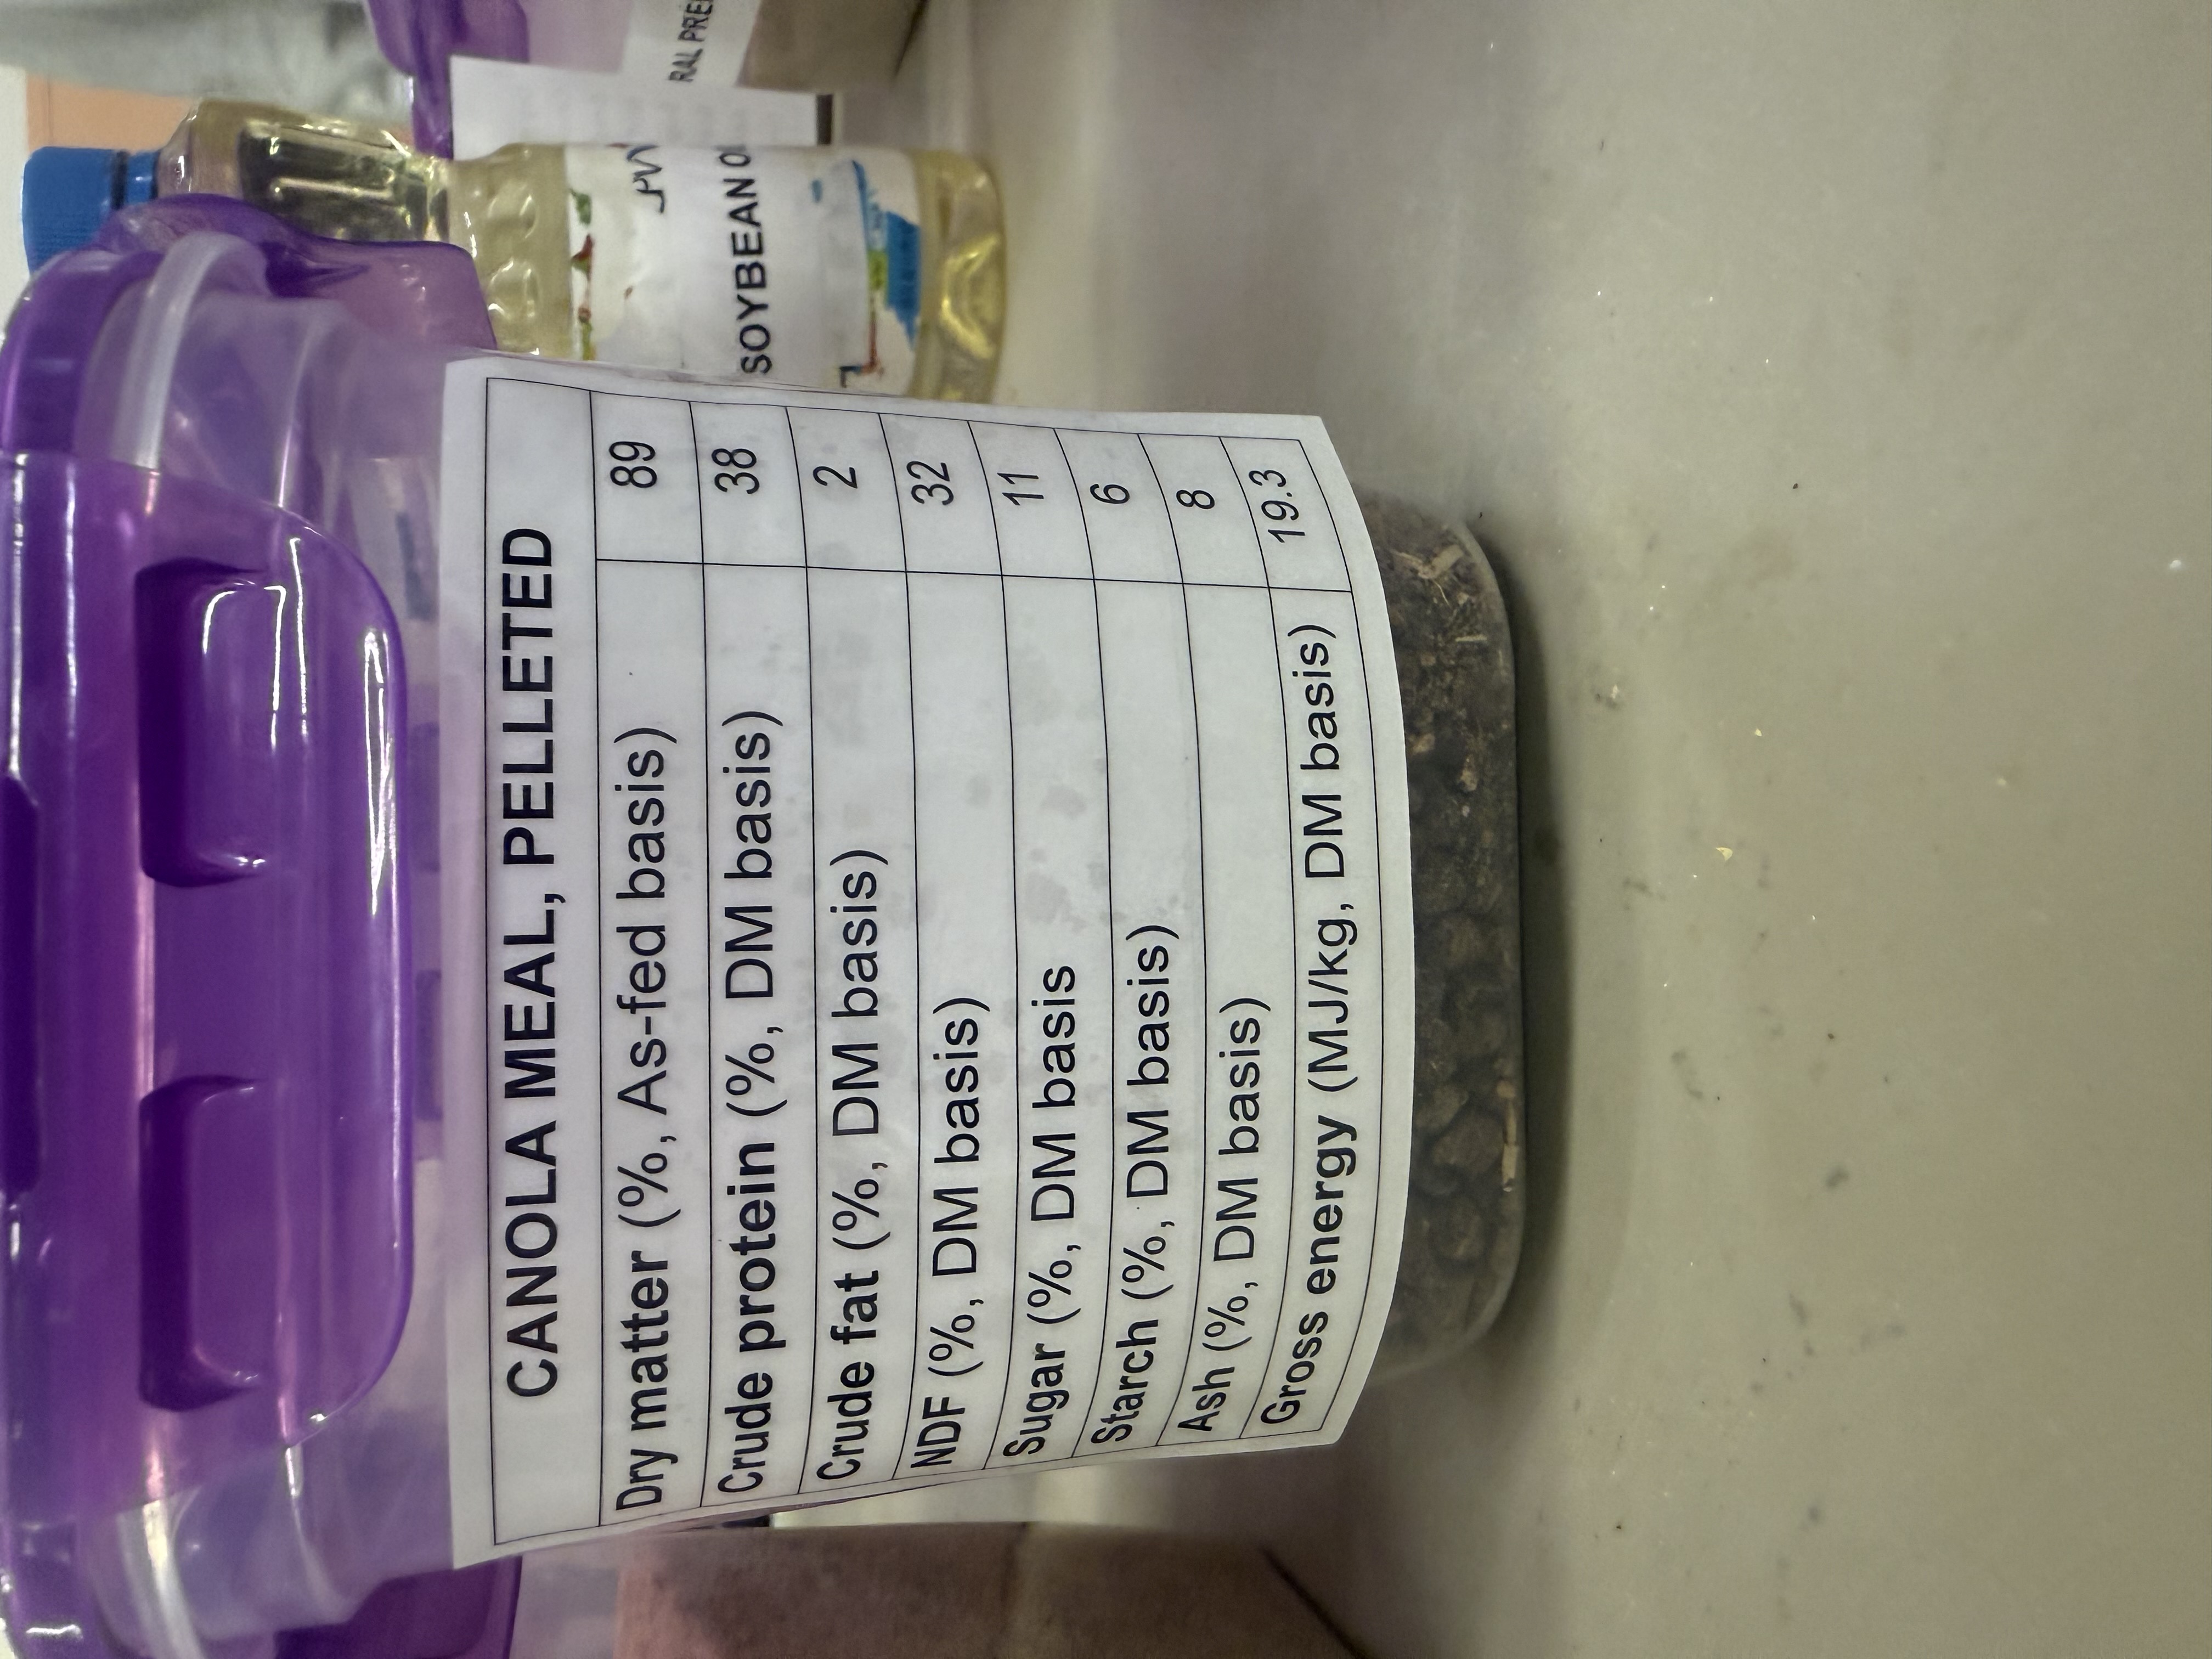 CANOLA MEAL, PELLETED
Dry matter (%, As-fed basis) 89
Crude protein (%, DM basis) 38
Crude fat (%, DM basis) 2
NDF (%, DM basis) 32
Sugar (%, DM basis 11
Starch (%, DM basis) 6
Ash (%, DM basis) 8
Gross energy (MJ/kg, DM basis) 19.3
SOYBEAN